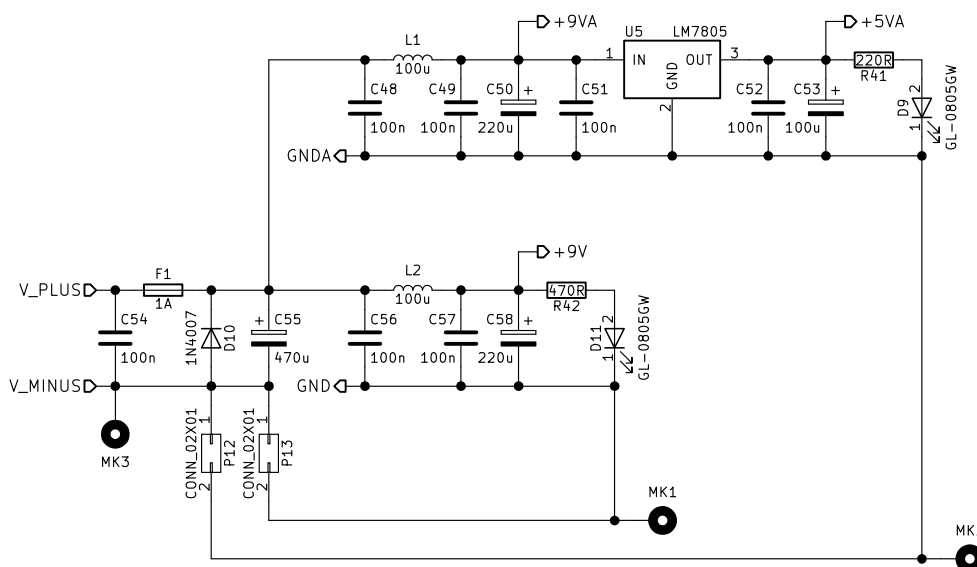 +9VA
+5VA
U5 LM7805
L1
100u
1 IN OUT 3
GND
2
220R
R41
C48
100n
C49
100n
C50
+
220u
C51
100n
C52
100n
C53
+
100u
D9
2
1
GL-0805GW
GNDA
+9V
L2
100u
470R
R42
V_PLUS
F1
1A
C54
100n
1N4007
D10
C55
+
470u
C56
100n
C57
100n
C58
+
220u
D11
2
1
GL-0805GW
V_MINUS
GND
MK3
CONN_02X01
1
2
P12
CONN_02X01
1
2
P13
MK1
MK